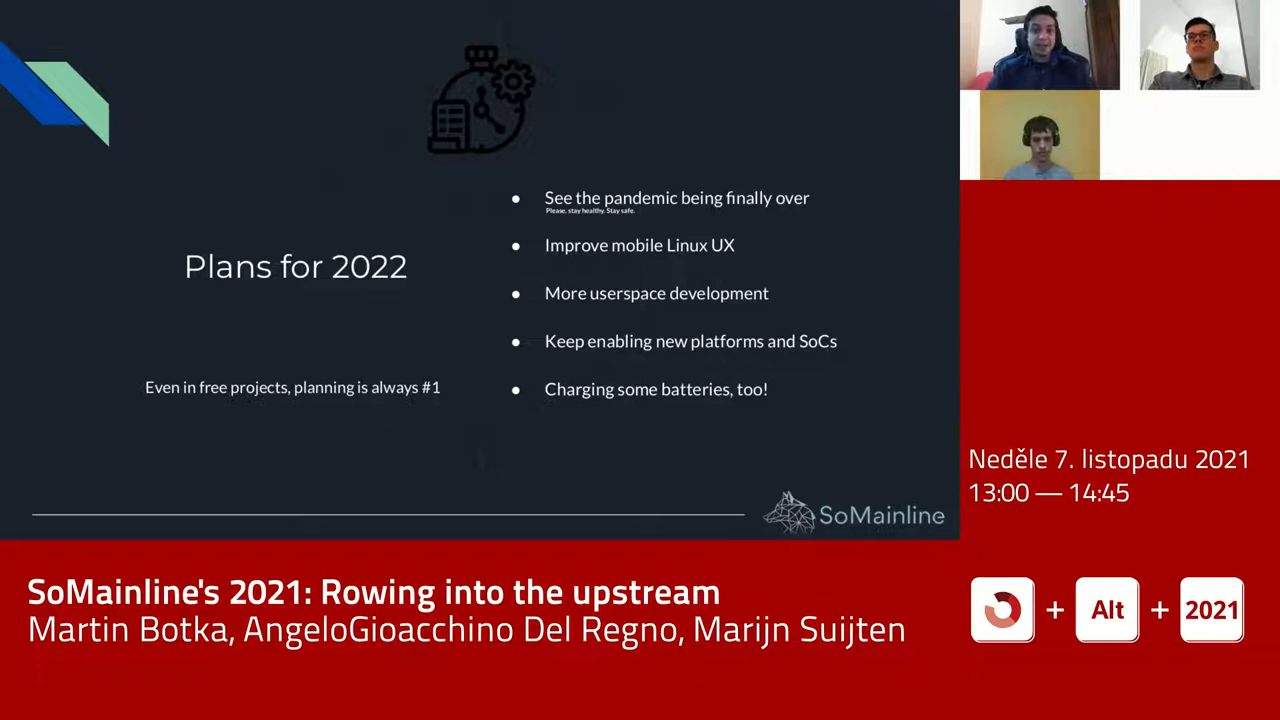 Plans for 2022
Even in free projects, planning is always #1
See the pandemic being finally over
Please, stay healthy. Stay safe.
Improve mobile Linux UX
More userspace development
Keep enabling new platforms and SoCs
Charging some batteries, too!
SoMainline
Neděle 7. listopadu 2021
13:00 — 14:45
SoMainline's 2021: Rowing into the upstream
Martin Botka, AngeloGioacchino Del Regno, Marijn Suijten
+ Alt + 2021